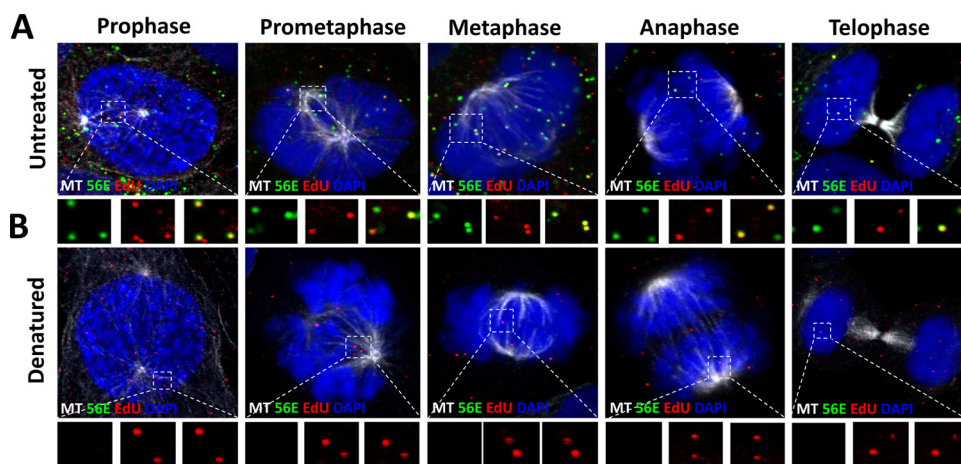 A
Prophase Prometaphase Metaphase Anaphase Telophase
Untreated
MT 56E EdU DAPI MT 56E EdU DAPI MT 56E EdU DAPI MT 56E EdU DAPI MT 56E EdU DAPI
B
Denatured
MT 56E EdU DAPI MT 56E EdU DAPI MT 56E EdU DAPI MT 56E EdU DAPI MT 56E EdU DAPI